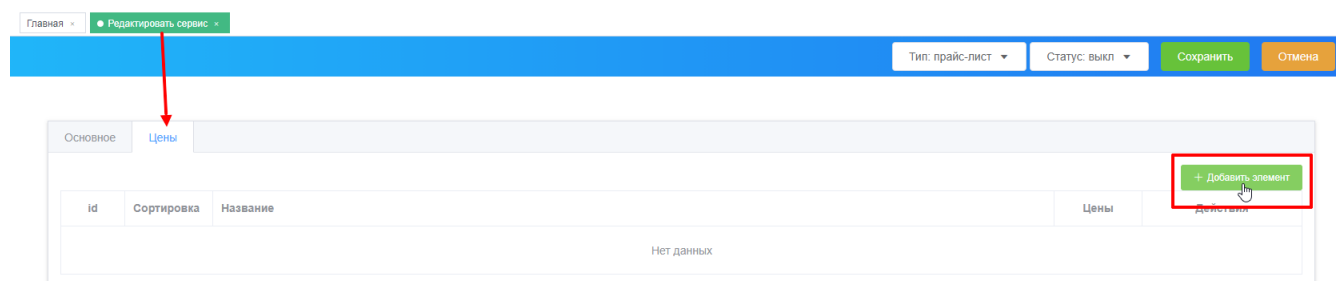 Главная ×
● Редактировать сервис ×
Тип: прайс-лист
Статус: выкл
Сохранить
Отмена
Основное
Цены
+ Добавить элемент
id
Сортировка
Название
Цены
Действия
Нет данных